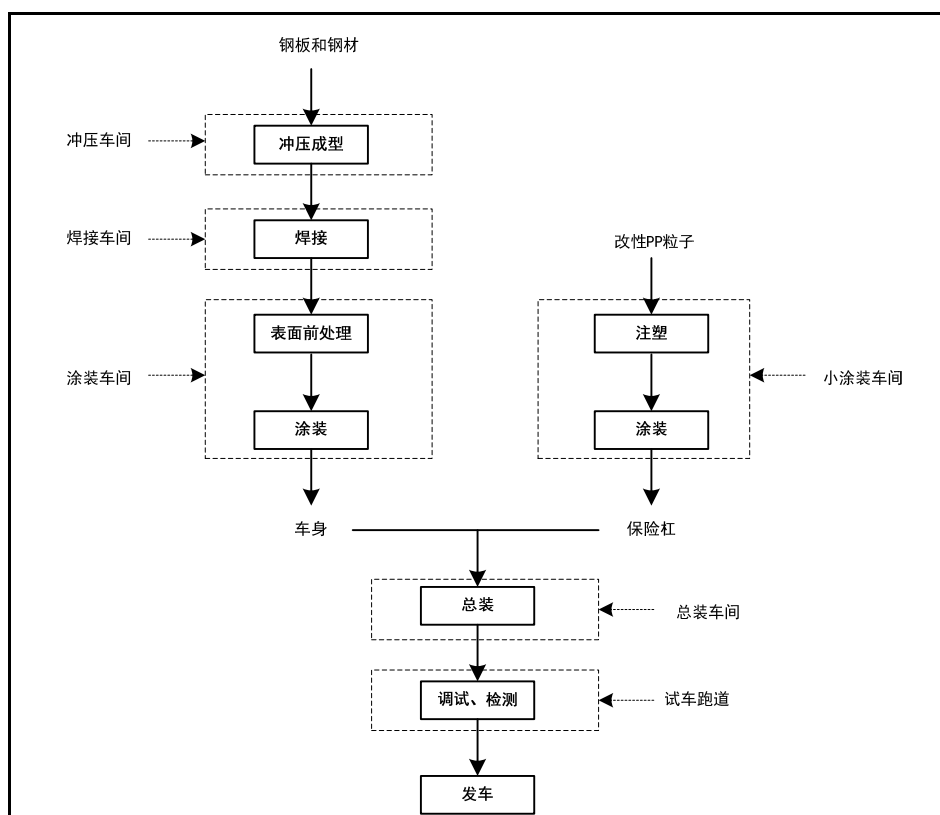 钢板和钢材
冲压车间
冲压成型
焊接车间
焊接
改性PP粒子
表面前处理
注塑
涂装车间
小涂装车间
涂装
涂装
车身
保险杠
总装
总装车间
调试、检测
试车跑道
发车